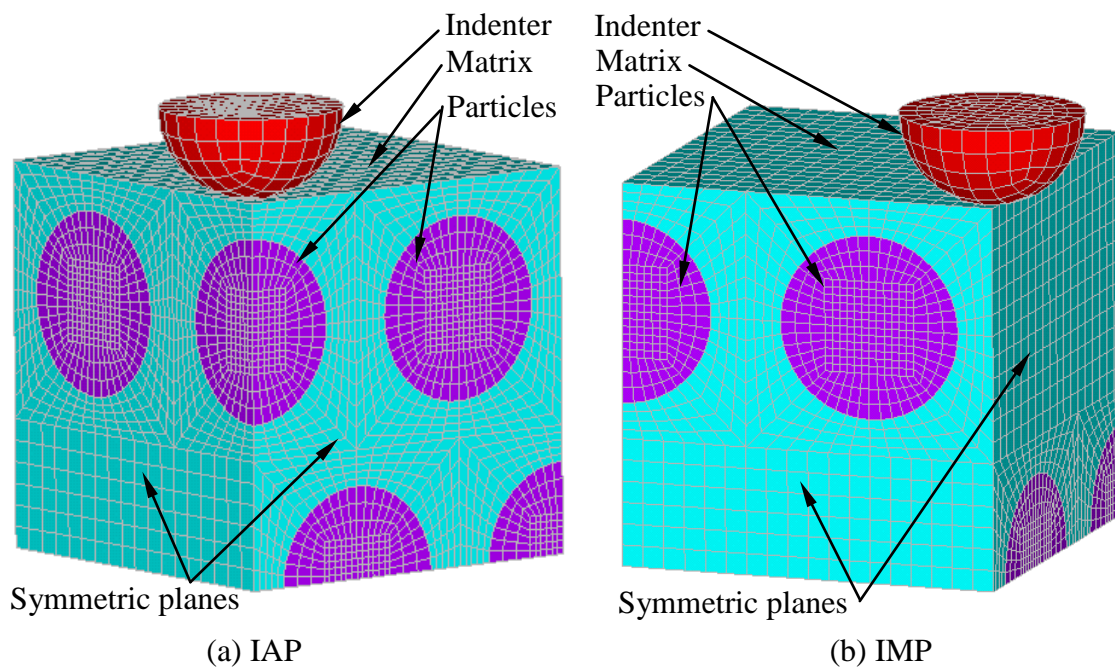 Indenter
Matrix
Particles
Symmetric planes
(a) IAP
Indenter
Matrix
Particles
Symmetric planes
(b) IMP